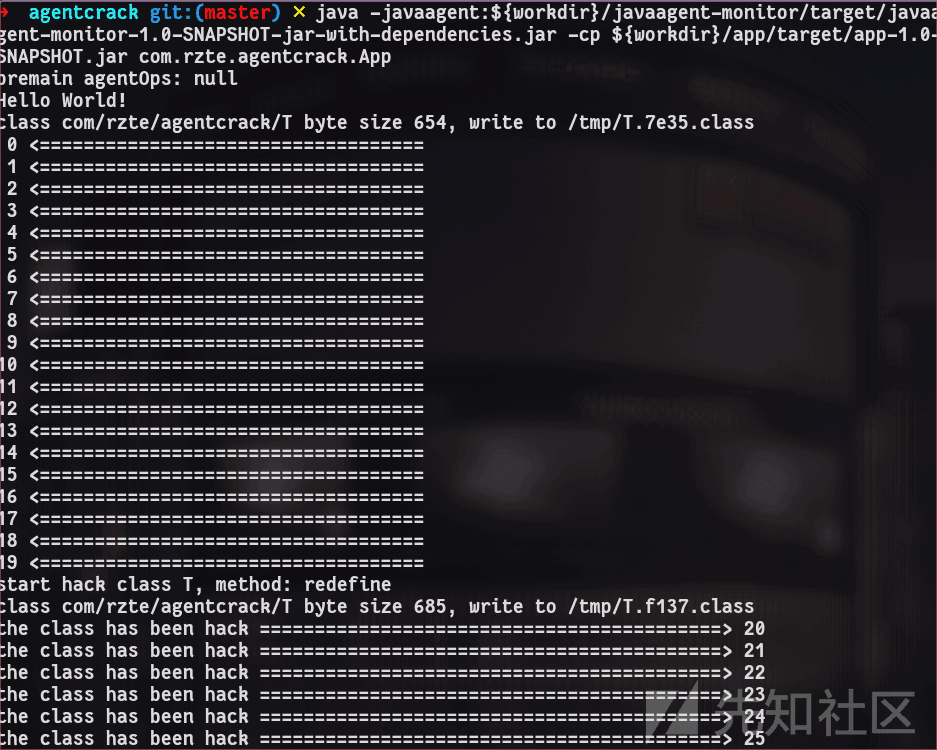 → agentcrack git:(master) ✗ java -javaagent:${workdir}/javaagent-monitor/target/javaa
gent-monitor-1.0-SNAPSHOT-jar-with-dependencies.jar -cp ${workdir}/app/target/app-1.0-
SNAPSHOT.jar com.rzte.agentcrack.App
premain agentOps: null
Hello World!
class com/rzte/agentcrack/T byte size 654, write to /tmp/T.7e35.class
0 <===================================
1 <===================================
2 <===================================
3 <===================================
4 <===================================
5 <===================================
6 <===================================
7 <===================================
8 <===================================
9 <===================================
10 <===================================
11 <===================================
12 <===================================
13 <===================================
14 <===================================
15 <===================================
16 <===================================
17 <===================================
18 <===================================
19 <===================================
start hack class T, method: redefine
class com/rzte/agentcrack/T byte size 685, write to /tmp/T.f137.class
the class has been hack ==========================================> 20
the class has been hack ==========================================> 21
the class has been hack ==========================================> 22
the class has been hack ==========================================> 23
the class has been hack ==========================================> 24
the class has been hack ==========================================> 25
先知社区